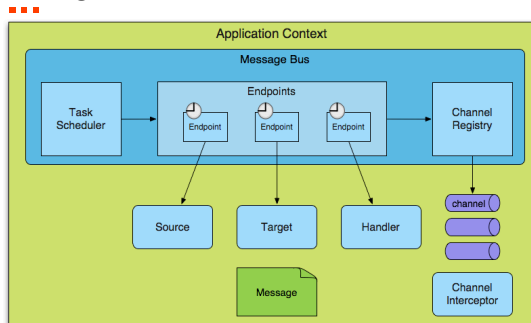 Application Context
Message Bus
Task
Scheduler
Endpoints
Endpoint
Endpoint
Endpoint
Channel
Registry
Source
Target
Handler
channel
Message
Channel
Interceptor